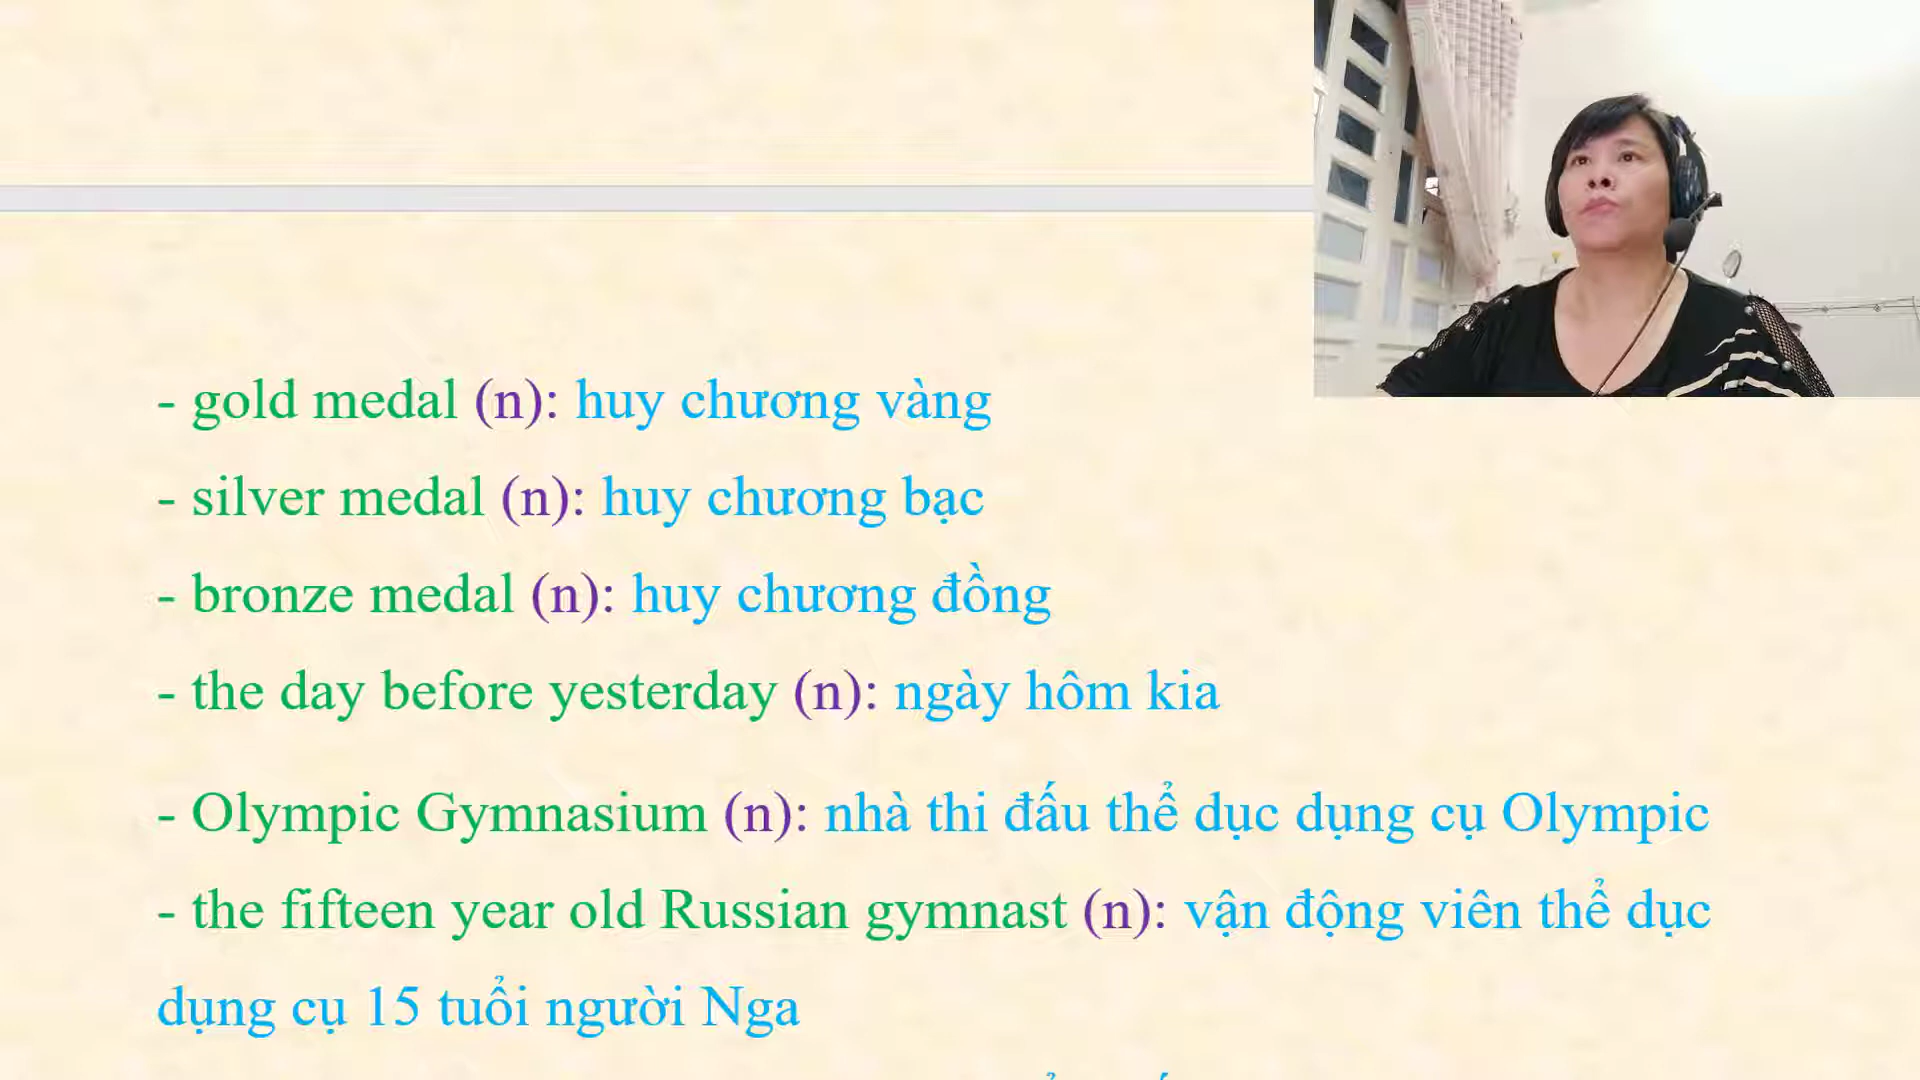 - gold medal (n): huy chương vàng
- silver medal (n): huy chương bạc
- bronze medal (n): huy chương đồng
- the day before yesterday (n): ngày hôm kia
- Olympic Gymnasium (n): nhà thi đấu thể dục dụng cụ Olympic
- the fifteen year old Russian gymnast (n): vận động viên thể dục
dụng cụ 15 tuổi người Nga